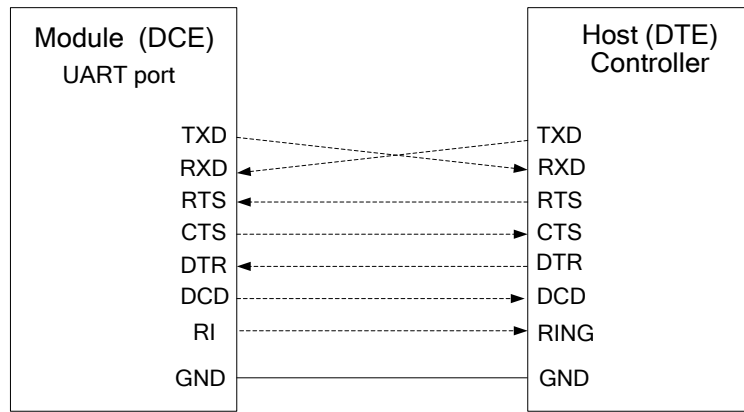 Module (DCE)
UART port
TXD
RXD
RTS
CTS
DTR
DCD
RI
GND
Host (DTE)
Controller
TXD
RXD
RTS
CTS
DTR
DCD
RING
GND